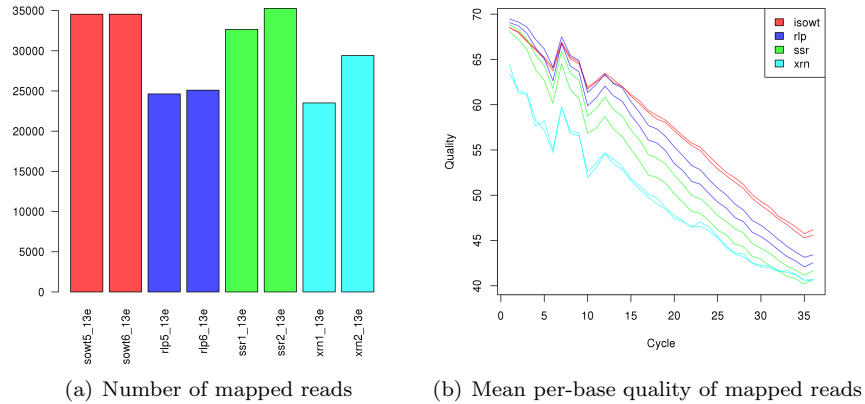 35000
30000
25000
20000
15000
10000
5000
0
sowt5_13e
sowt6_13e
rlp5_13e
rlp6_13e
ssr1_13e
ssr2_13e
xrn1_13e
xrn2_13e
(a) Number of mapped reads
70
65
60
55
50
45
40
Quality
isowt
rlp
ssr
xrn
0 5 10 15 20 25 30 35
Cycle
(b) Mean per-base quality of mapped reads